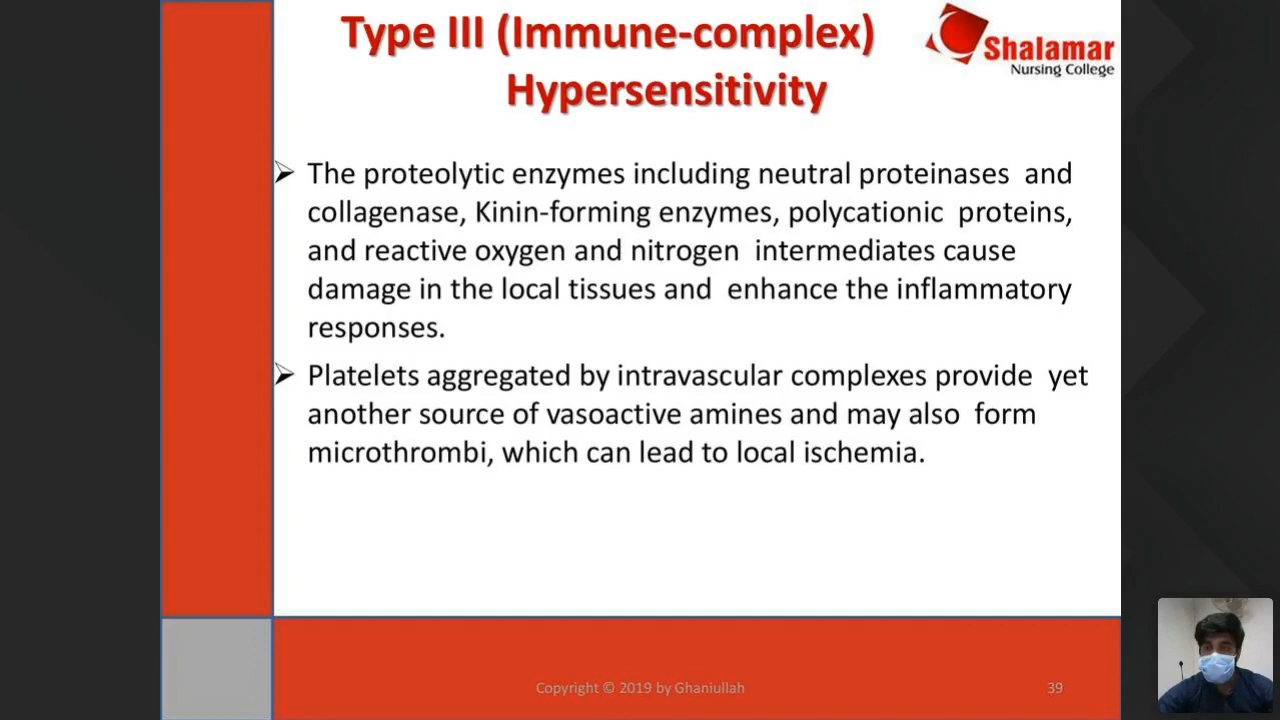 Type III (Immune-complex)
Hypersensitivity
Shalamar
Nursing College
The proteolytic enzymes including neutral proteinases and
collagenase, Kinin-forming enzymes, polycationic proteins,
and reactive oxygen and nitrogen intermediates cause
damage in the local tissues and enhance the inflammatory
responses.
Platelets aggregated by intravascular complexes provide yet
another source of vasoactive amines and may also form
microthrombi, which can lead to local ischemia.
Copyright © 2019 by Ghaniullah
39